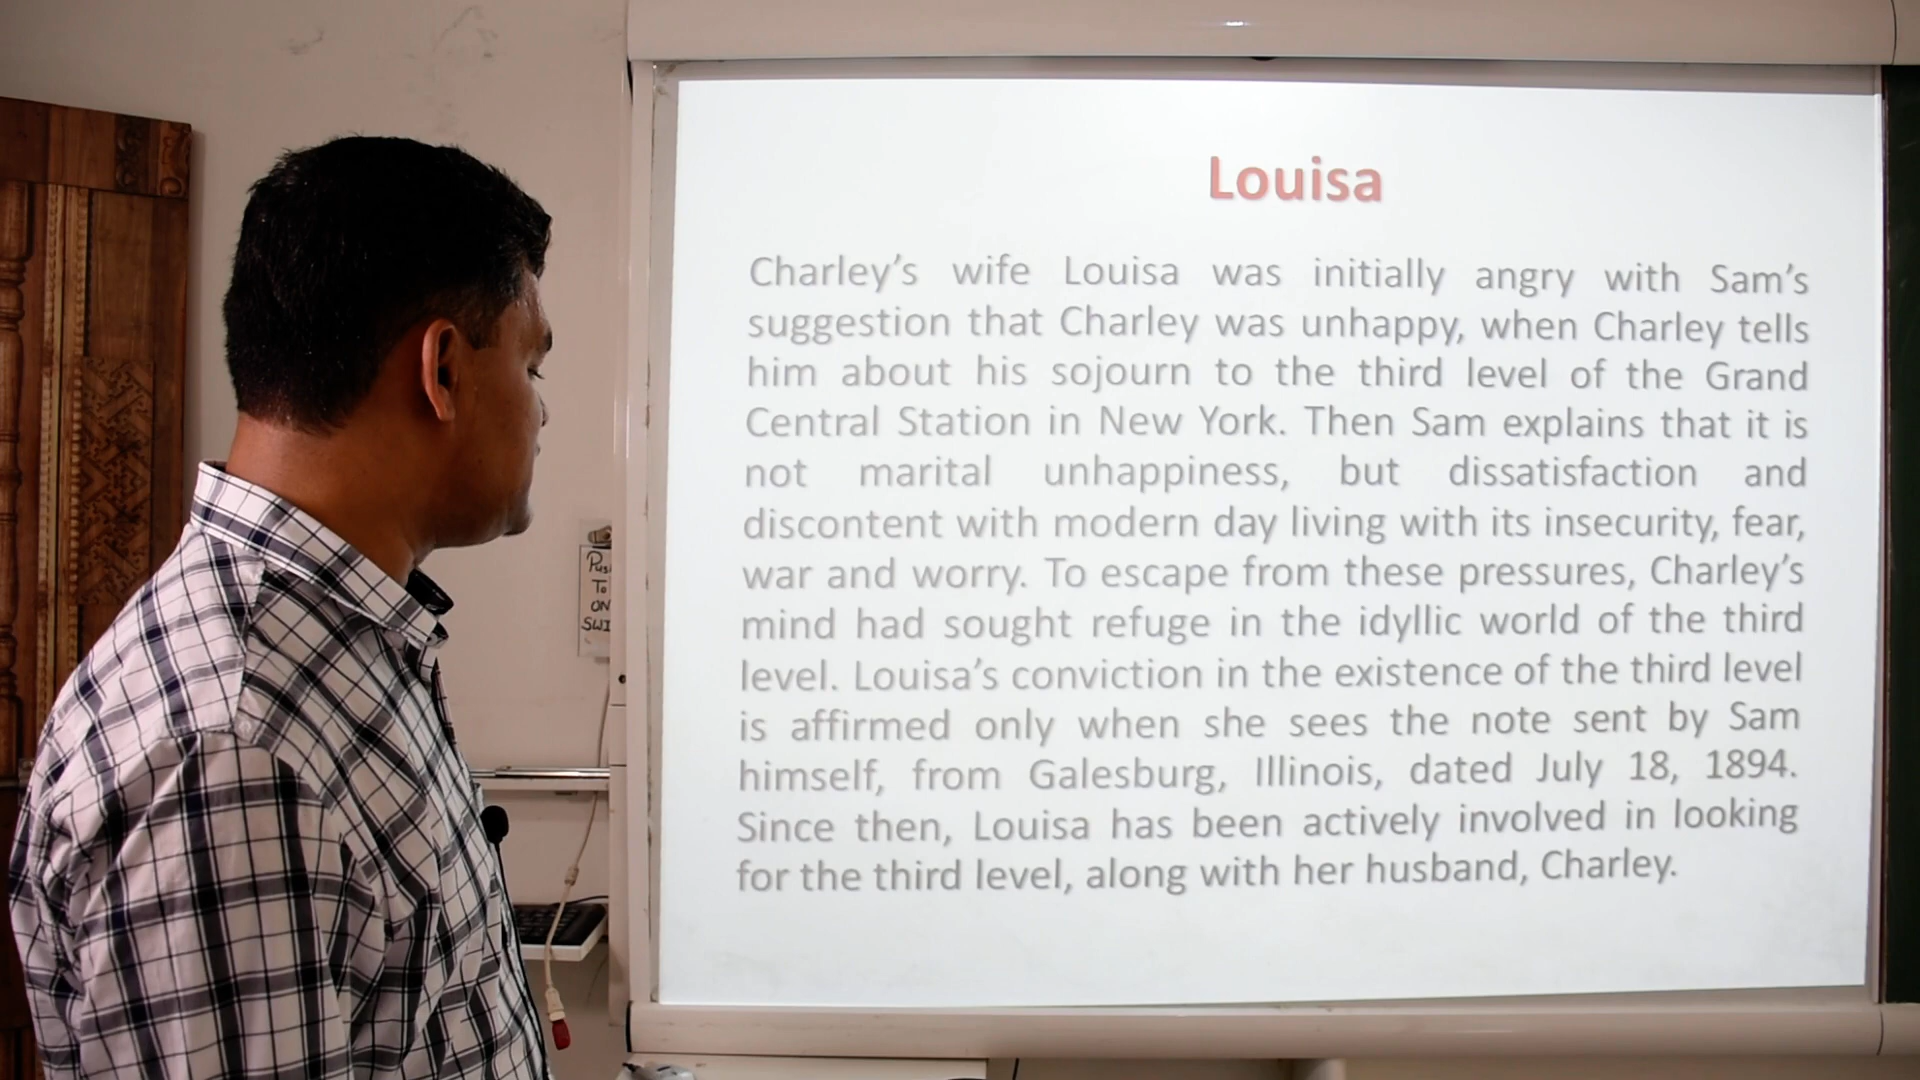 Louisa
Charley's wife Louisa was initially angry with Sam's
suggestion that Charley was unhappy, when Charley tells
him about his sojourn to the third level of the Grand
Central Station in New York. Then Sam explains that it is
not marital unhappiness, but dissatisfaction and
discontent with modern day living with its insecurity, fear,
war and worry. To escape from these pressures, Charley's
mind had sought refuge in the idyllic world of the third
level. Louisa's conviction in the existence of the third level
is affirmed only when she sees the note sent by Sam
himself, from Galesburg, Illinois, dated July 18, 1894.
Since then, Louisa has been actively involved in looking
for the third level, along with her husband, Charley.
To
ON